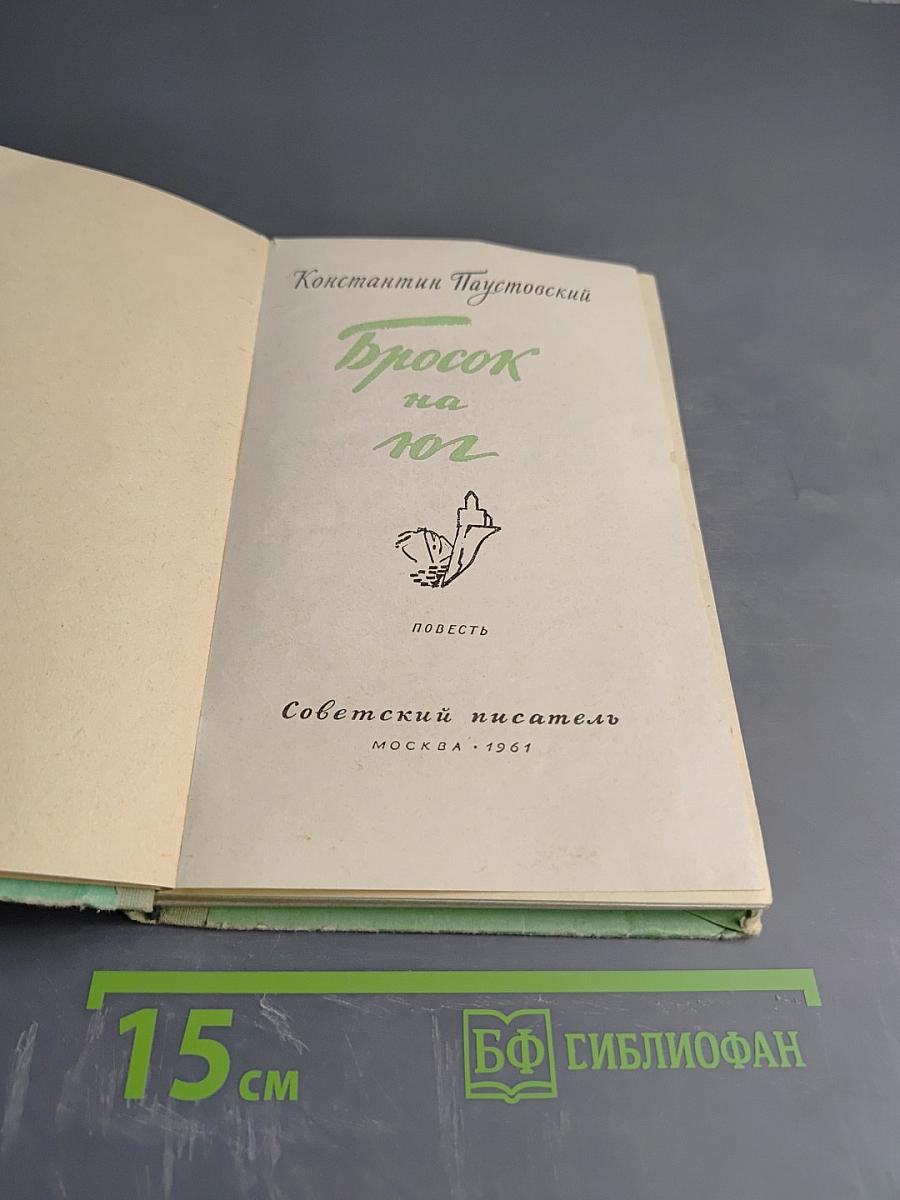 Константин Паустовский
Бросок
на
юг
ПОВЕСТЬ
Советский писатель
МОСКВА · 1961
15 см
БФ БИБЛИОФАН